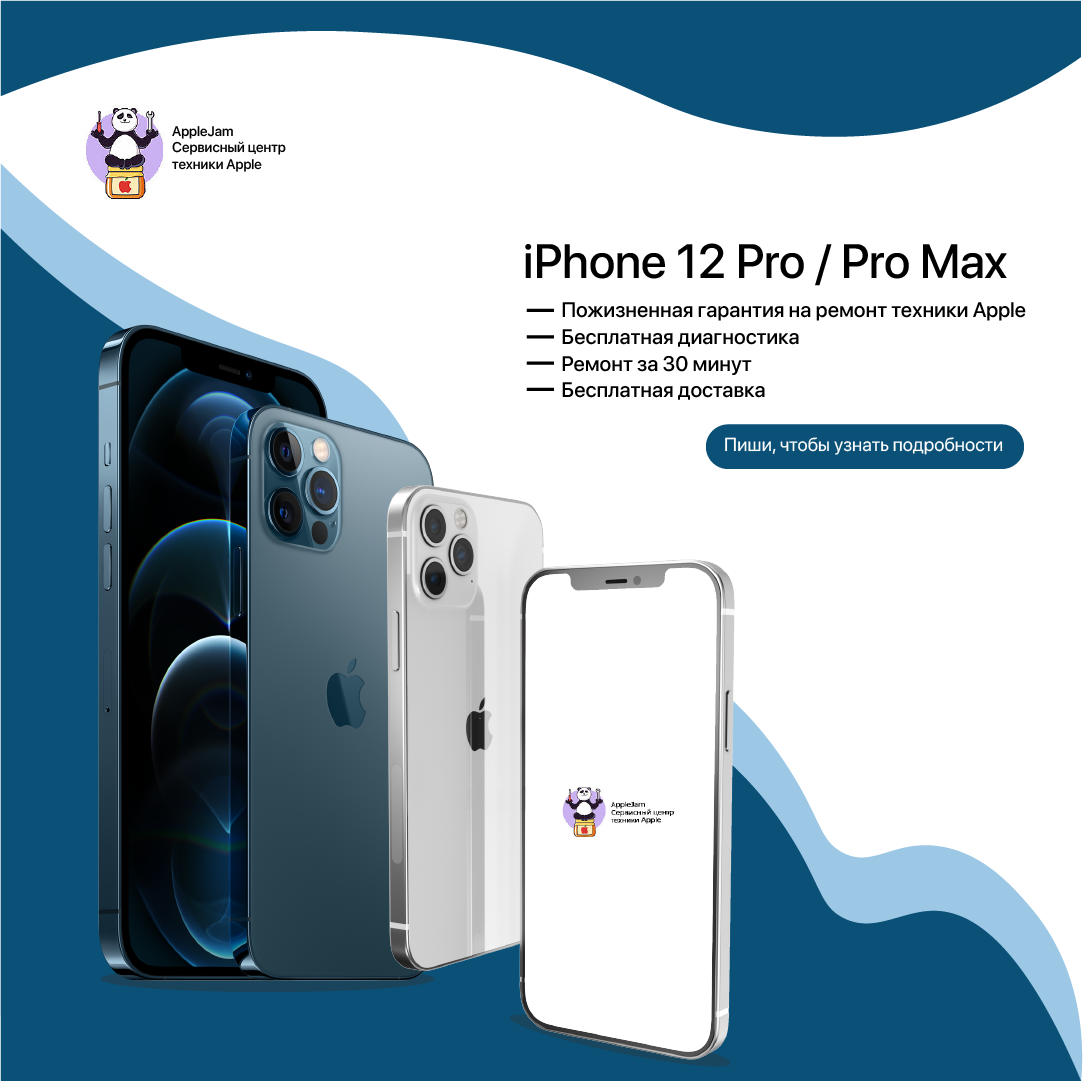 AppleJam
Сервисный центр
техники Apple
iPhone 12 Pro / Pro Max
— Пожизненная гарантия на ремонт техники Apple
— Бесплатная диагностика
— Ремонт за 30 минут
— Бесплатная доставка
Пиши, чтобы узнать подробности
AppleJam
Сервисный центр
техники Apple